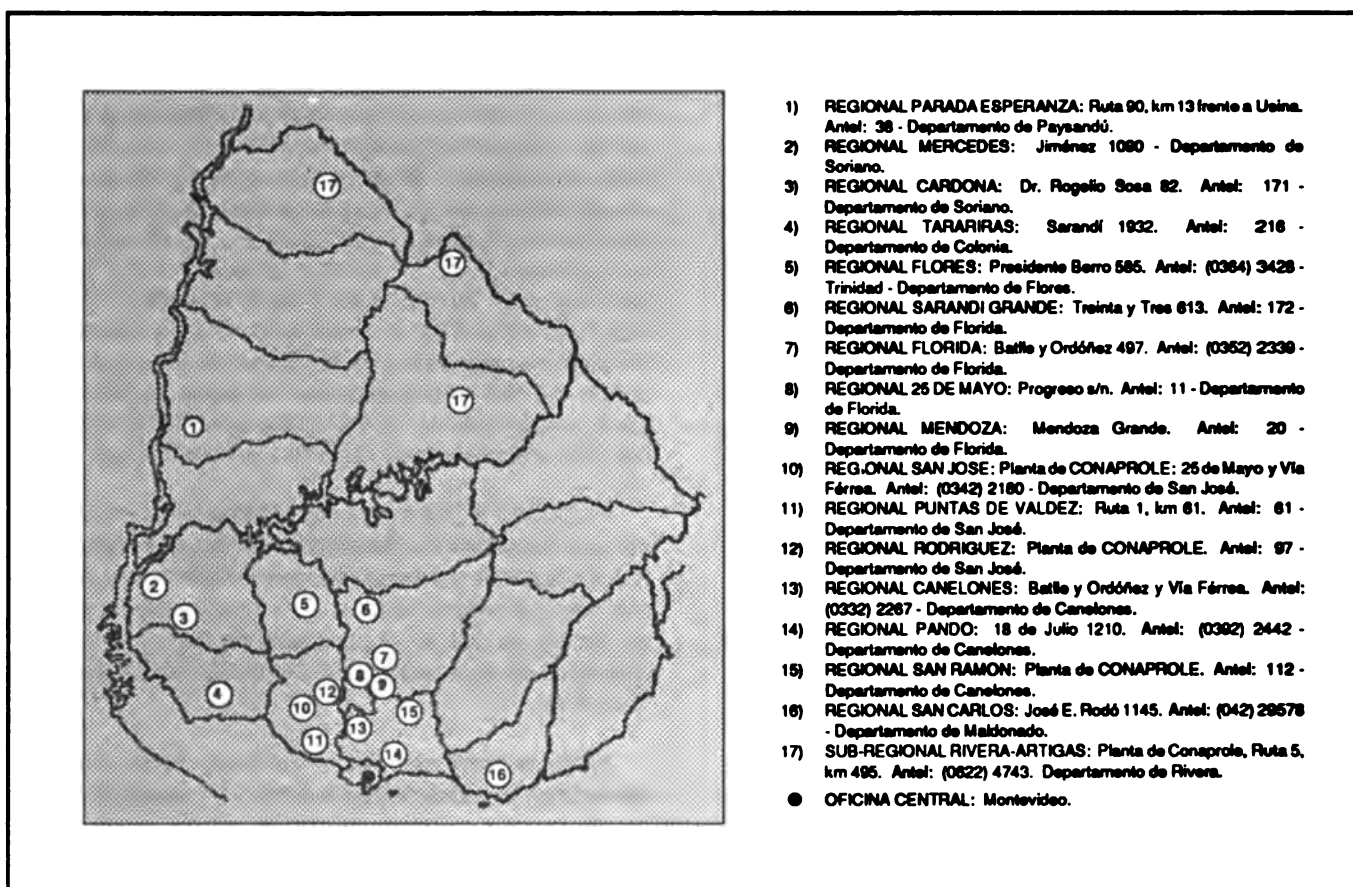 17
17
17
1
2
3
5
6
4
7
8
9
12
10
15
13
11
14
16
1) REGIONAL PARADA ESPERANZA: Ruta 90, km 13 frente a Usina.
Antel: 38 - Departamento de Paysandú.
2) REGIONAL MERCEDES: Jiménez 1090 - Departamento de
Soriano.
3) REGIONAL CARDONA: Dr. Rogelio Sosa 82. Antel: 171 -
Departamento de Soriano.
4) REGIONAL TARARIRAS: Sarandí 1932. Antel: 216 -
Departamento de Colonia.
5) REGIONAL FLORES: Presidente Berro 585. Antel: (0364) 3428 -
Trinidad - Departamento de Flores.
6) REGIONAL SARANDI GRANDE: Treinta y Tres 613. Antel: 172 -
Departamento de Florida.
7) REGIONAL FLORIDA: Batlle y Ordóñez 497. Antel: (0352) 2339 -
Departamento de Florida.
8) REGIONAL 25 DE MAYO: Progreso s/n. Antel: 11 - Departamento
de Florida.
9) REGIONAL MENDOZA: Mendoza Grande. Antel: 20 -
Departamento de Florida.
10) REGIONAL SAN JOSE: Planta de CONAPROLE: 25 de Mayo y Vía
Férrea. Antel: (0342) 2160 - Departamento de San José.
11) REGIONAL PUNTAS DE VALDEZ: Ruta 1, km 61. Antel: 61 -
Departamento de San José.
12) REGIONAL RODRIGUEZ: Planta de CONAPROLE. Antel: 97 -
Departamento de San José.
13) REGIONAL CANELONES: Batlle y Ordóñez y Vía Férrea. Antel:
(0332) 2267 - Departamento de Canelones.
14) REGIONAL PANDO: 18 de Julio 1210. Antel: (0392) 2442 -
Departamento de Canelones.
15) REGIONAL SAN RAMON: Planta de CONAPROLE. Antel: 112 -
Departamento de Canelones.
16) REGIONAL SAN CARLOS: José E. Rodó 1145. Antel: (042) 29578
- Departamento de Maldonado.
17) SUB-REGIONAL RIVERA-ARTIGAS: Planta de Conaprole, Ruta 5,
km 495. Antel: (0622) 4743. Departamento de Rivera.
● OFICINA CENTRAL: Montevideo.